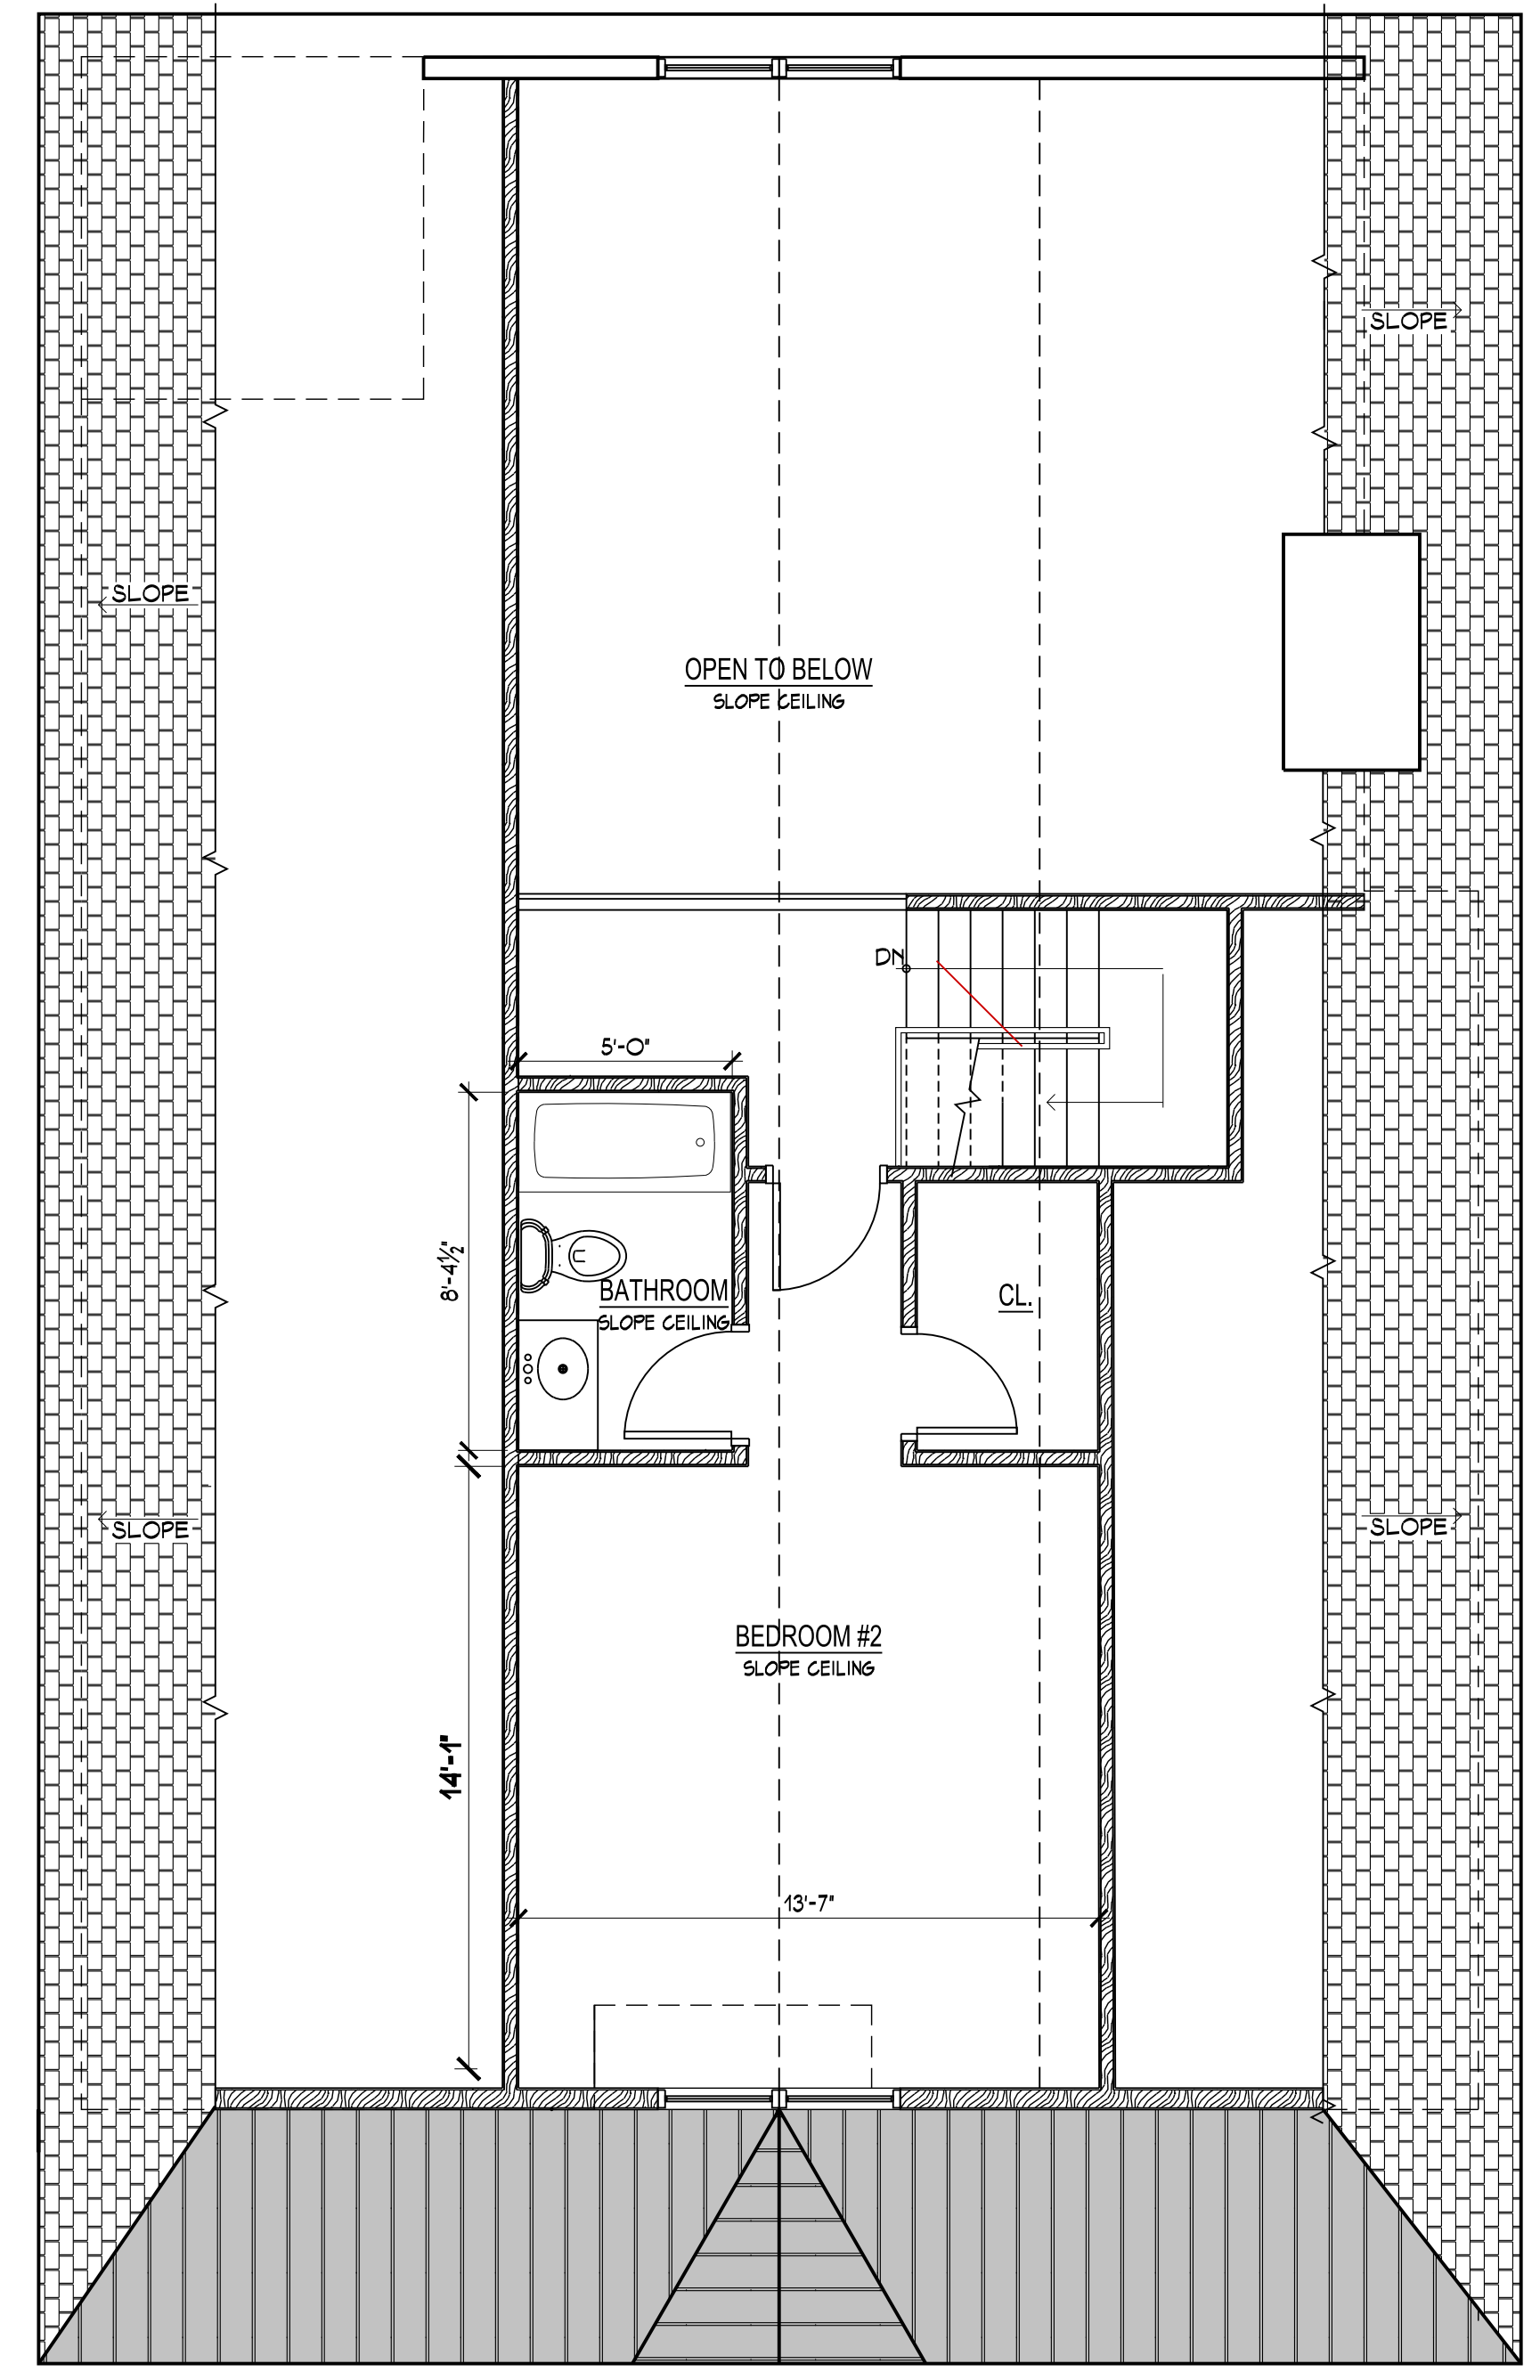 SLOPE
SLOPE
OPEN TO BELOW
SLOPE CEILING
DN
5'-0"
8'-4½"
BATHROOM
SLOPE CEILING
CL.
SLOPE
SLOPE
BEDROOM #2
SLOPE CEILING
14'-1"
13'-7"